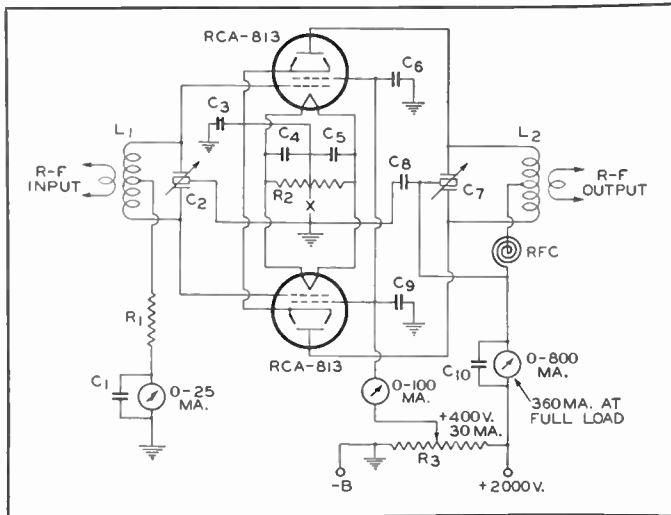 RCA-813
C6
C3
L1
C4
C5
L2
R-F
INPUT
C2
R2
C8
C7
R-F
OUTPUT
X
RFC
C9
R1
RCA-813
C1
0-25
MA.
0-100
MA.
C10
0-800
MA.
+400V.
30 MA.
360 MA. AT
FULL LOAD
R3
-B
+2000V.